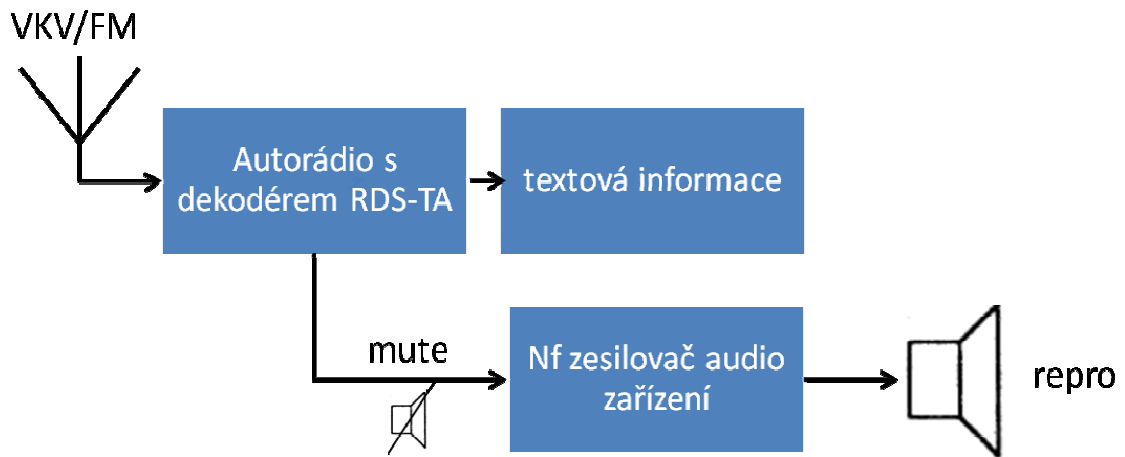 VKV/FM
Autorádio s
dekodérem RDS-TA
textová informace
mute
Nf zesilovač audio
zařízení
repro